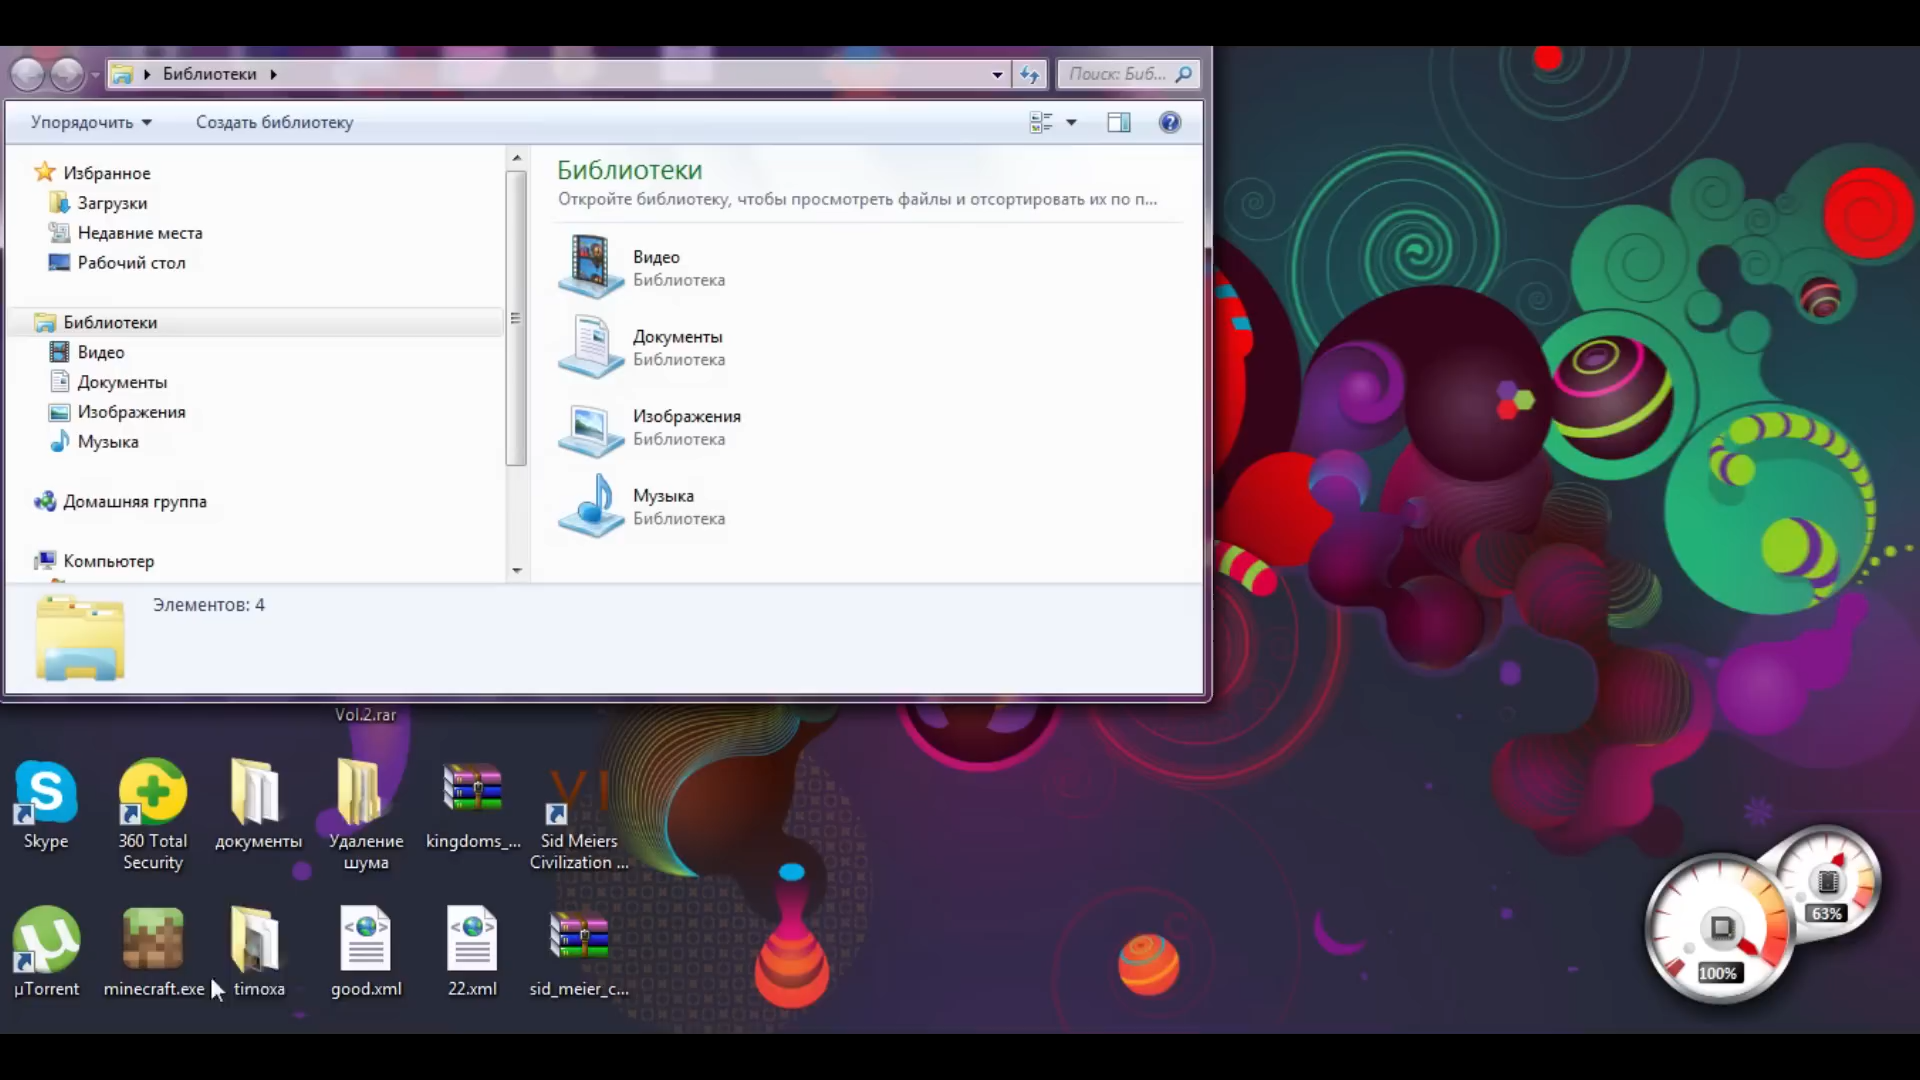 Библиотеки
Поиск: Биб...
Упорядочить
Создать библиотеку
Избранное
Загрузки
Недавние места
Рабочий стол
Библиотеки
Видео
Документы
Изображения
Музыка
Домашняя группа
Компьютер
Библиотеки
Откройте библиотеку, чтобы просмотреть файлы и отсортировать их по п...
Видео
Библиотека
Документы
Библиотека
Изображения
Библиотека
Музыка
Библиотека
Элементов: 4
Vol.2.rar
Skype
360 Total
Security
документы
Удаление
шума
kingdoms_...
VI
Sid Meiers
Civilization ...
µTorrent
minecraft.exe
timoxa
good.xml
22.xml
sid_meier_c...
63%
100%